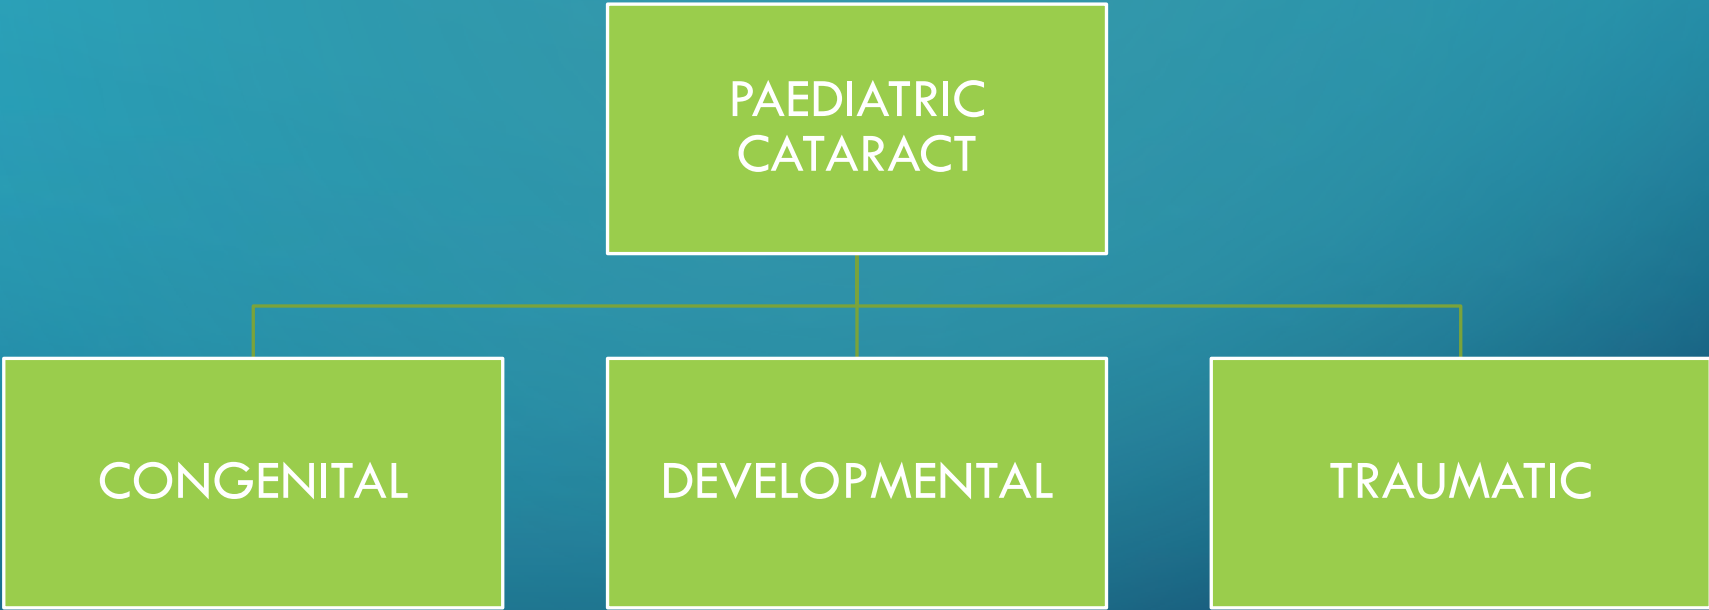 PAEDIATRIC
CATARACT
CONGENITAL
DEVELOPMENTAL
TRAUMATIC